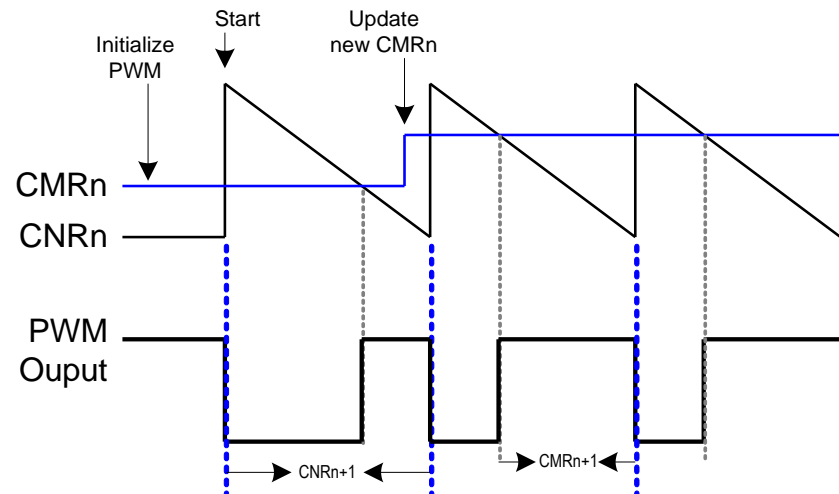 Start
Update
new CMRn
Initialize
PWM
CMRn
CNRn
PWM
Ouput
CNRn+1
CMRn+1